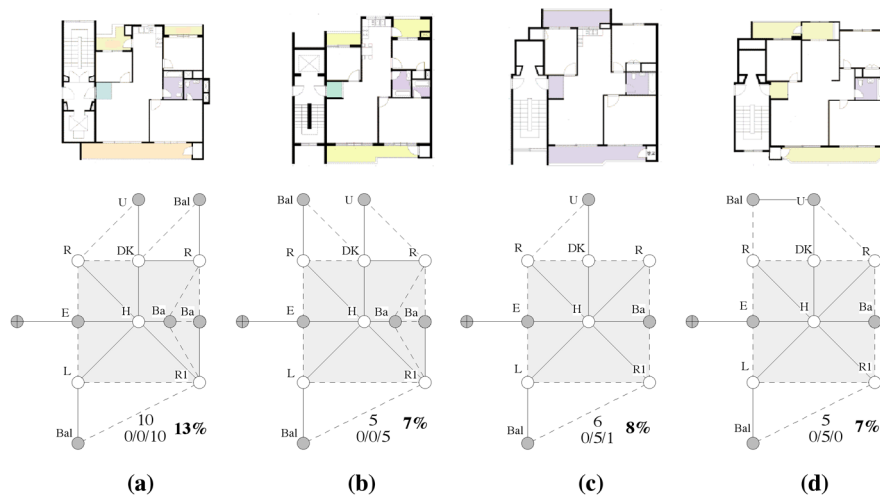 U Bal
R DK R
E H Ba Ba
L R1
Bal
10
0/0/10 13%
(a)
Bal U
R DK R
E H Ba Ba
L R1
Bal
5
0/0/5 7%
(b)
U
R DK R
E H Ba
L R1
Bal
6
0/5/1 8%
(c)
Bal U
R DK R
E H Ba
L R1
Bal
5
0/5/0 7%
(d)